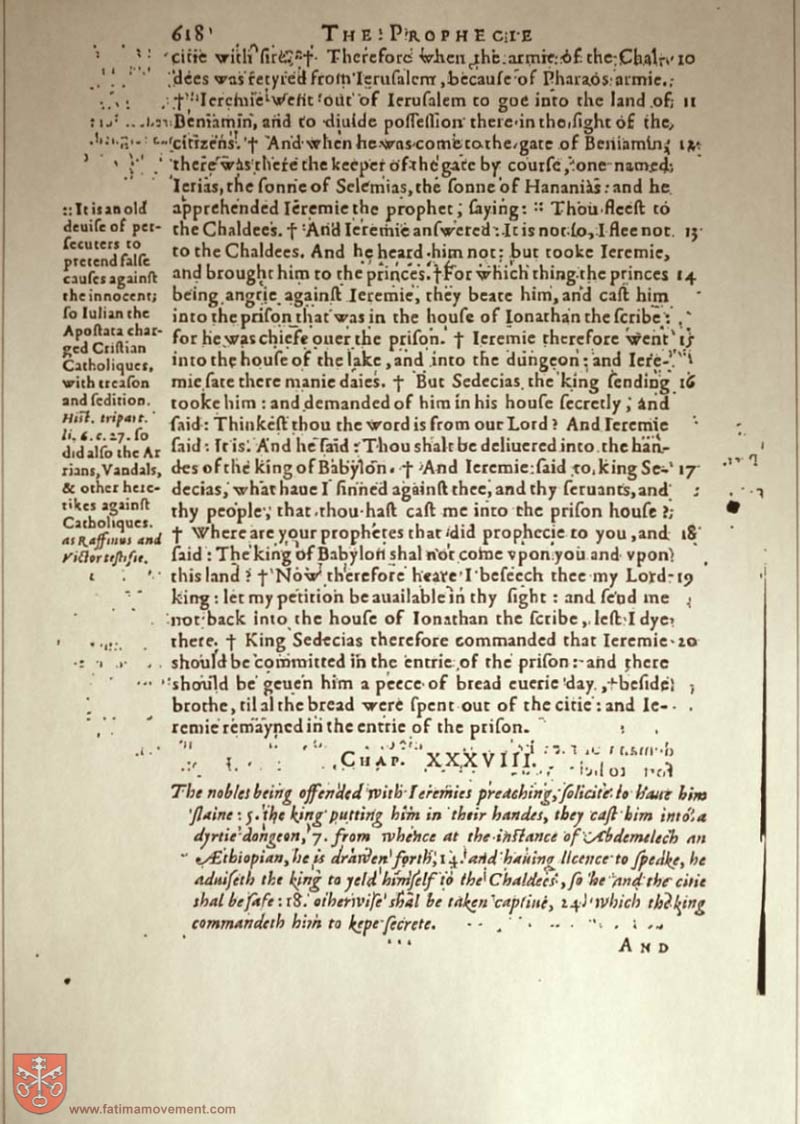 618
THE PROPHECIE
citie with fire. † Therefore when the armie of the Chal- 10
dees was retyred from Ierusalem, because of Pharaos armie.
† Ieremie went out of Ierusalem to goe into the land of 11
Beniamin, and to diuide possession there in the sight of the
citizens. † And when he was come to the gate of Beniamin, 12
there was there the keeper of the gate by course, one named
Ierias, the sonne of Selemias, the sonne of Hananias: and he
apprehended Ieremie the prophet, saying: :: Thou fleest to
the Chaldees. † And Ieremie answered: It is not so, I flee not 13
to the Chaldees. And he heard him not: but tooke Ieremie,
and brought him to the princes. † For which thing the princes 14
being angrie against Ieremie, they beate him, and cast him
into the prison that was in the house of Ionathan the scribe:
for he was chiefe ouer the prison. † Ieremie therefore went 15
into the house of the lake, and into the dungeon: and Iere-
mie sate there manie daies. † But Sedecias the king sending 16
tooke him: and demanded of him in his house secretly, and
said: Thinkest thou the word is from our Lord? And Ieremie
said: It is. And he said: Thou shalt be deliuered into the han-
des of the king of Babylon. † And Ieremie said to king Se- 17
decias, what haue I sinned against thee, and thy seruants, and
thy people, that thou hast cast me into the prison house?
† Where are your prophetes that did prophecie to you, and 18
said: The king of Babylon shal not come vpon you and vpon
this land? † Now therefore heare I beseech thee my Lord 19
king: let my petition be auailable in thy sight: and send me
not back into the house of Ionathan the scribe, lest I dye
there. † King Sedecias therefore commanded that Ieremie 20
should be committed in the entrie of the prison: and there
should be geuen him a peece of bread euerie day, beside
brothe, til al the bread were spent out of the citie: and Ie-
remie remayned in the entrie of the prison.
:: It is an old
deuise of per-
secuters to
pretend false
causes against
the innocent;
so Iulian the
Apostata char-
ged Cristian
Catholiques,
with treason
and sedition.
Hist. tripart.
li. 6. c. 27. so
did also the Ar
rians, Vandals,
& other here-
tikes against
Catholiques.
as Raffinus and
Victor testifie.
CHAP. XXXVIII.
The nobles being offended with Ieremies preaching, solicite to haue him
slaine: 5. the king putting him in their handes, they cast him into a
dyrtie dongeon, 7. from whence at the instance of Abdemelech an
Æthiopian, he is drawen forth, 14. and hauing licence to speake, he
aduiseth the king to yeld himself to the Chaldees, so he and the citie
shal be safe: 18. otherwise shal be taken captiue, 24. which the king
commandeth him to kepe secrete.
AND
www.fatimamovement.com